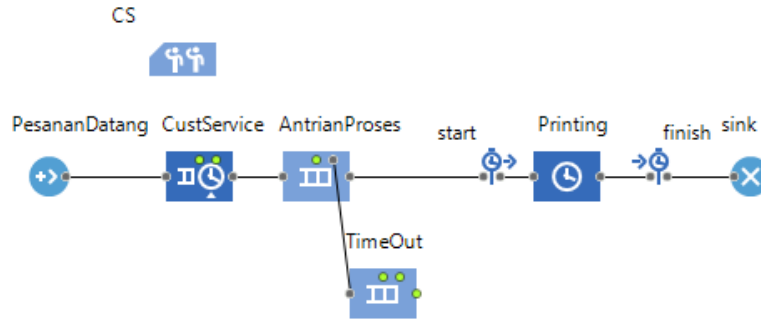 CS
PesananDatang
CustService
AntrianProses
start
Printing
finish
sink
TimeOut